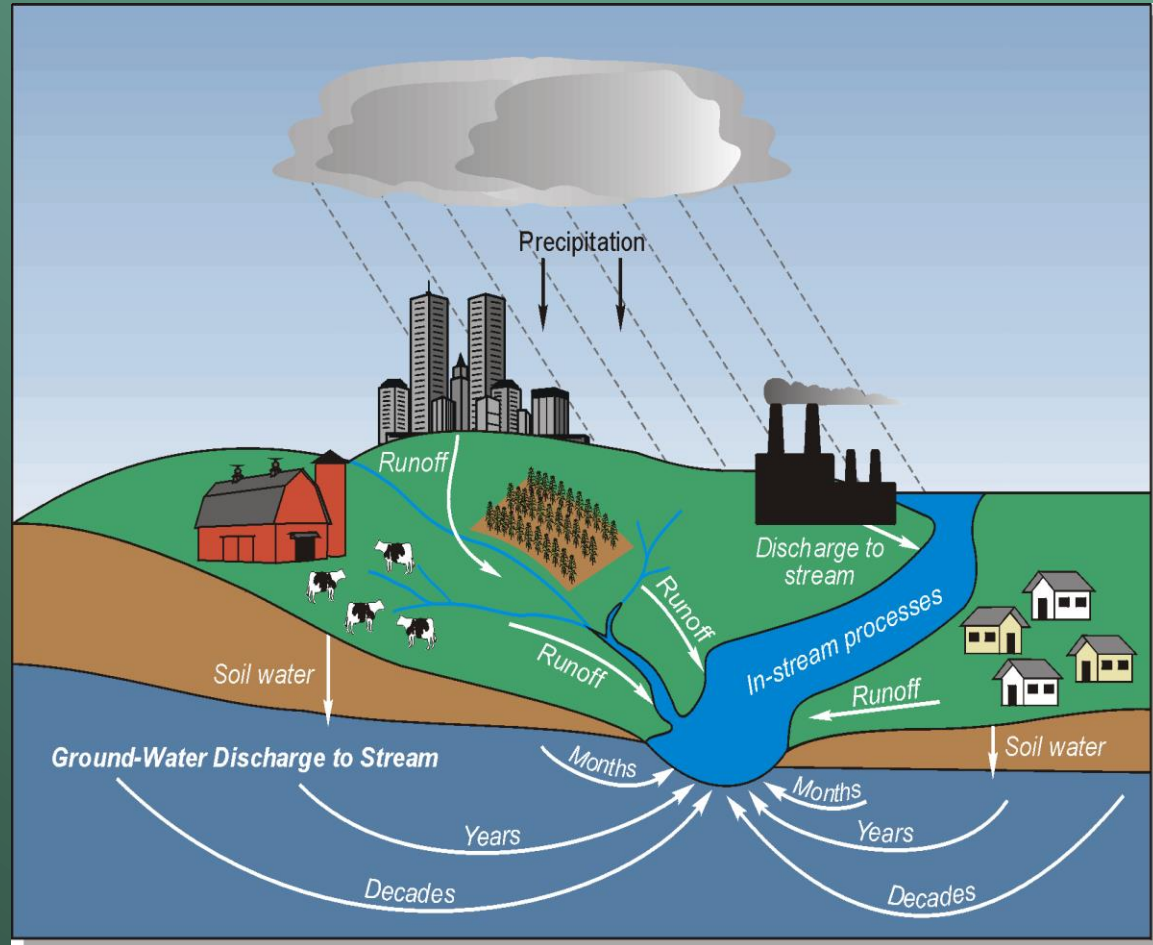 Precipitation
Runoff
Discharge to
stream
Runoff
In-stream processes
Runoff
Runoff
Soil water
Soil water
Ground-Water Discharge to Stream
Months
Months
Years
Years
Decades
Decades